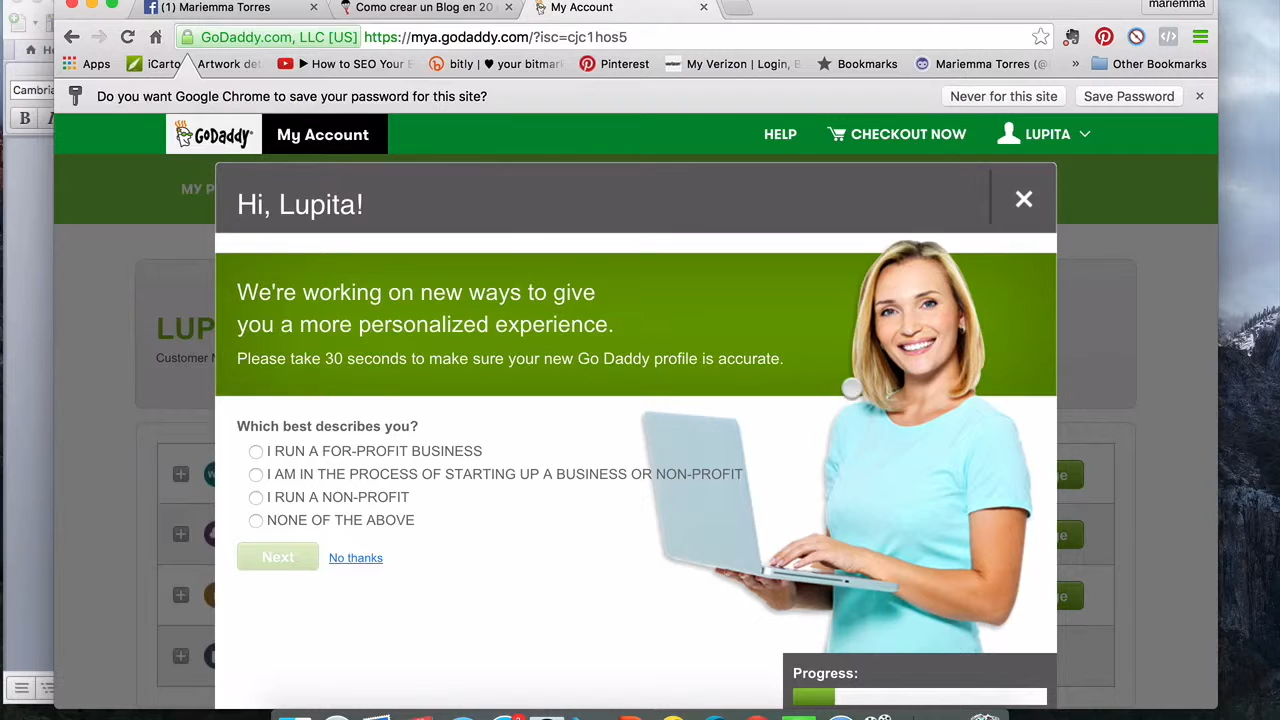 (1) Mariemma Torres
Como crear un Blog en 20
My Account
mariemma
GoDaddy.com, LLC [US] https://mya.godaddy.com/?isc=cjc1hos5
Apps
iCarto
Artwork det
How to SEO Your
bitly | ♥ your bitmar
Pinterest
My Verizon | Login,
Bookmarks
Mariemma Torres (@
»
Other Bookmarks
Cambria
Do you want Google Chrome to save your password for this site?
Never for this site
Save Password
B I
GoDaddy
My Account
HELP
CHECKOUT NOW
LUPITA
MY P
Hi, Lupita!
We're working on new ways to give
you a more personalized experience.
Please take 30 seconds to make sure your new Go Daddy profile is accurate.
LUP
Customer N
Which best describes you?
I RUN A FOR-PROFIT BUSINESS
I AM IN THE PROCESS OF STARTING UP A BUSINESS OR NON-PROFIT
I RUN A NON-PROFIT
NONE OF THE ABOVE
Next
No thanks
Progress: